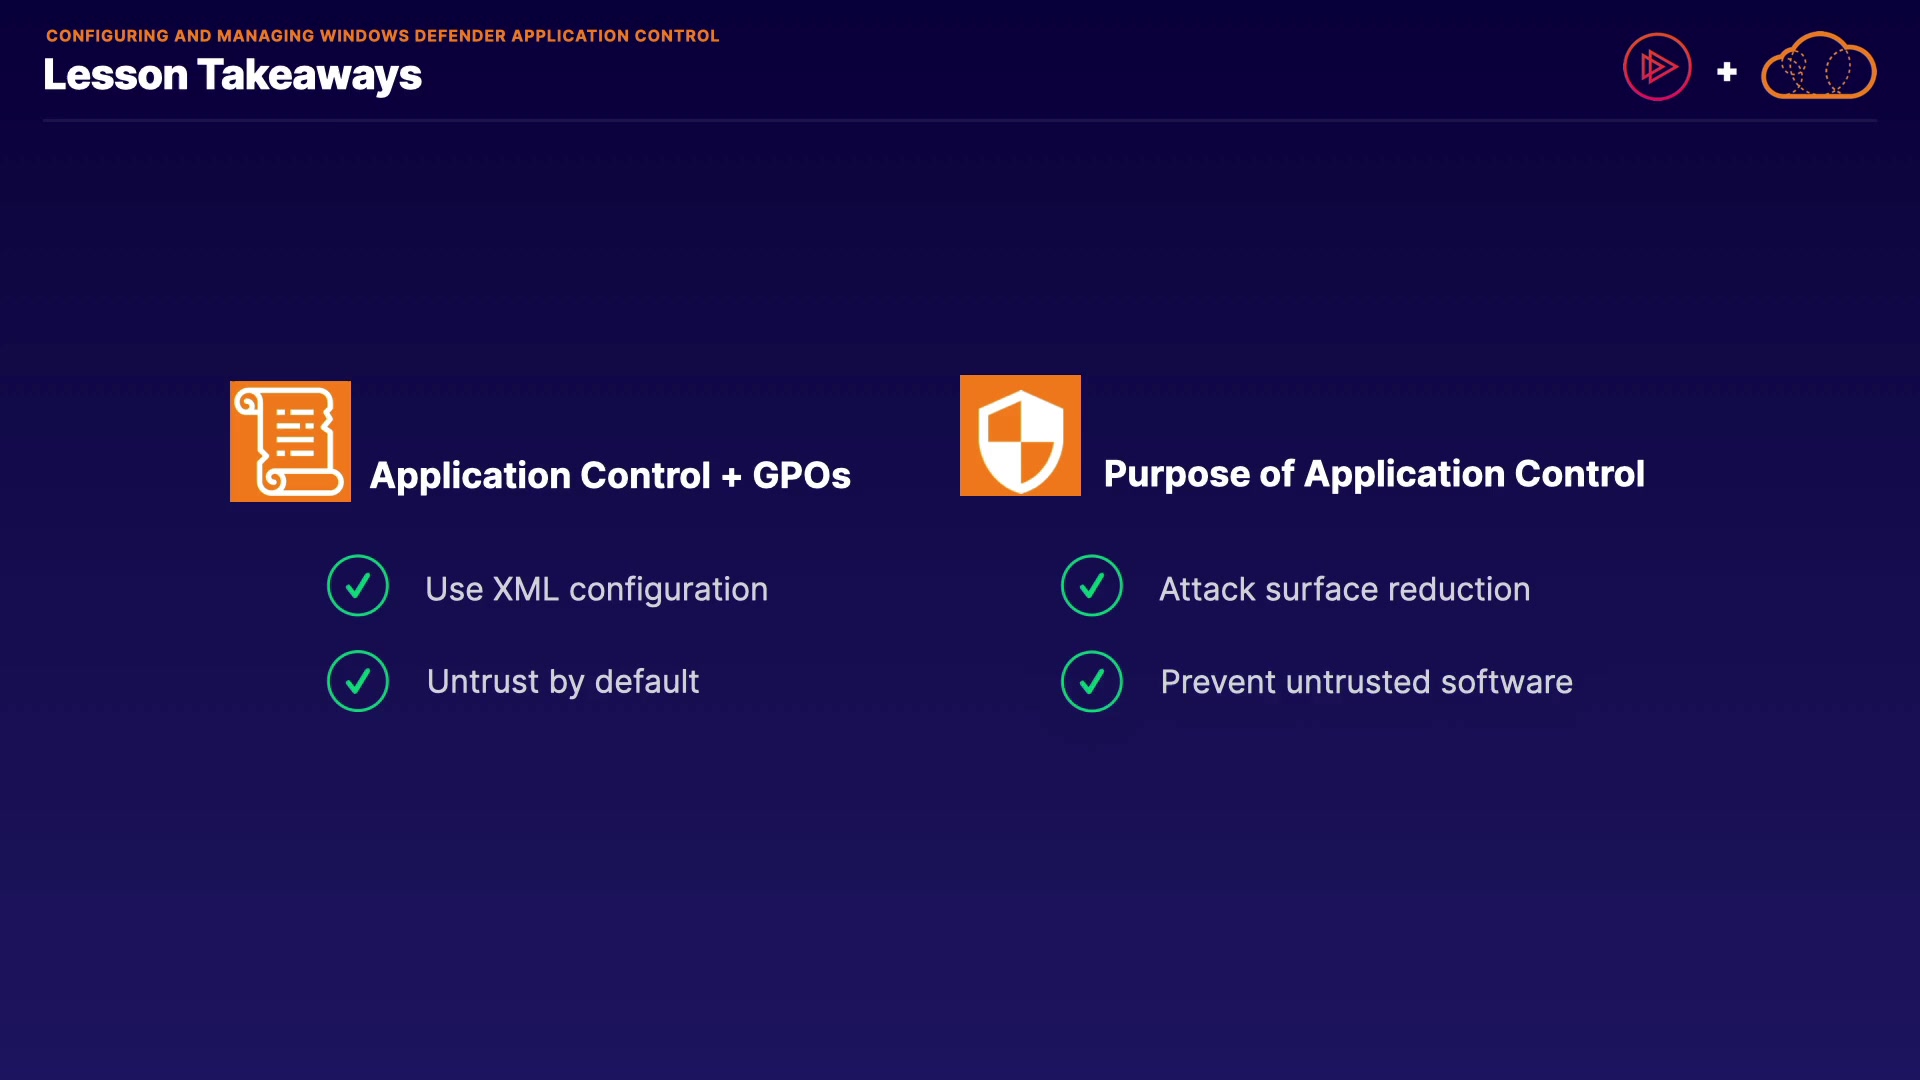 CONFIGURING AND MANAGING WINDOWS DEFENDER APPLICATION CONTROL
Lesson Takeaways
Application Control + GPOs
Use XML configuration
Untrust by default
Purpose of Application Control
Attack surface reduction
Prevent untrusted software